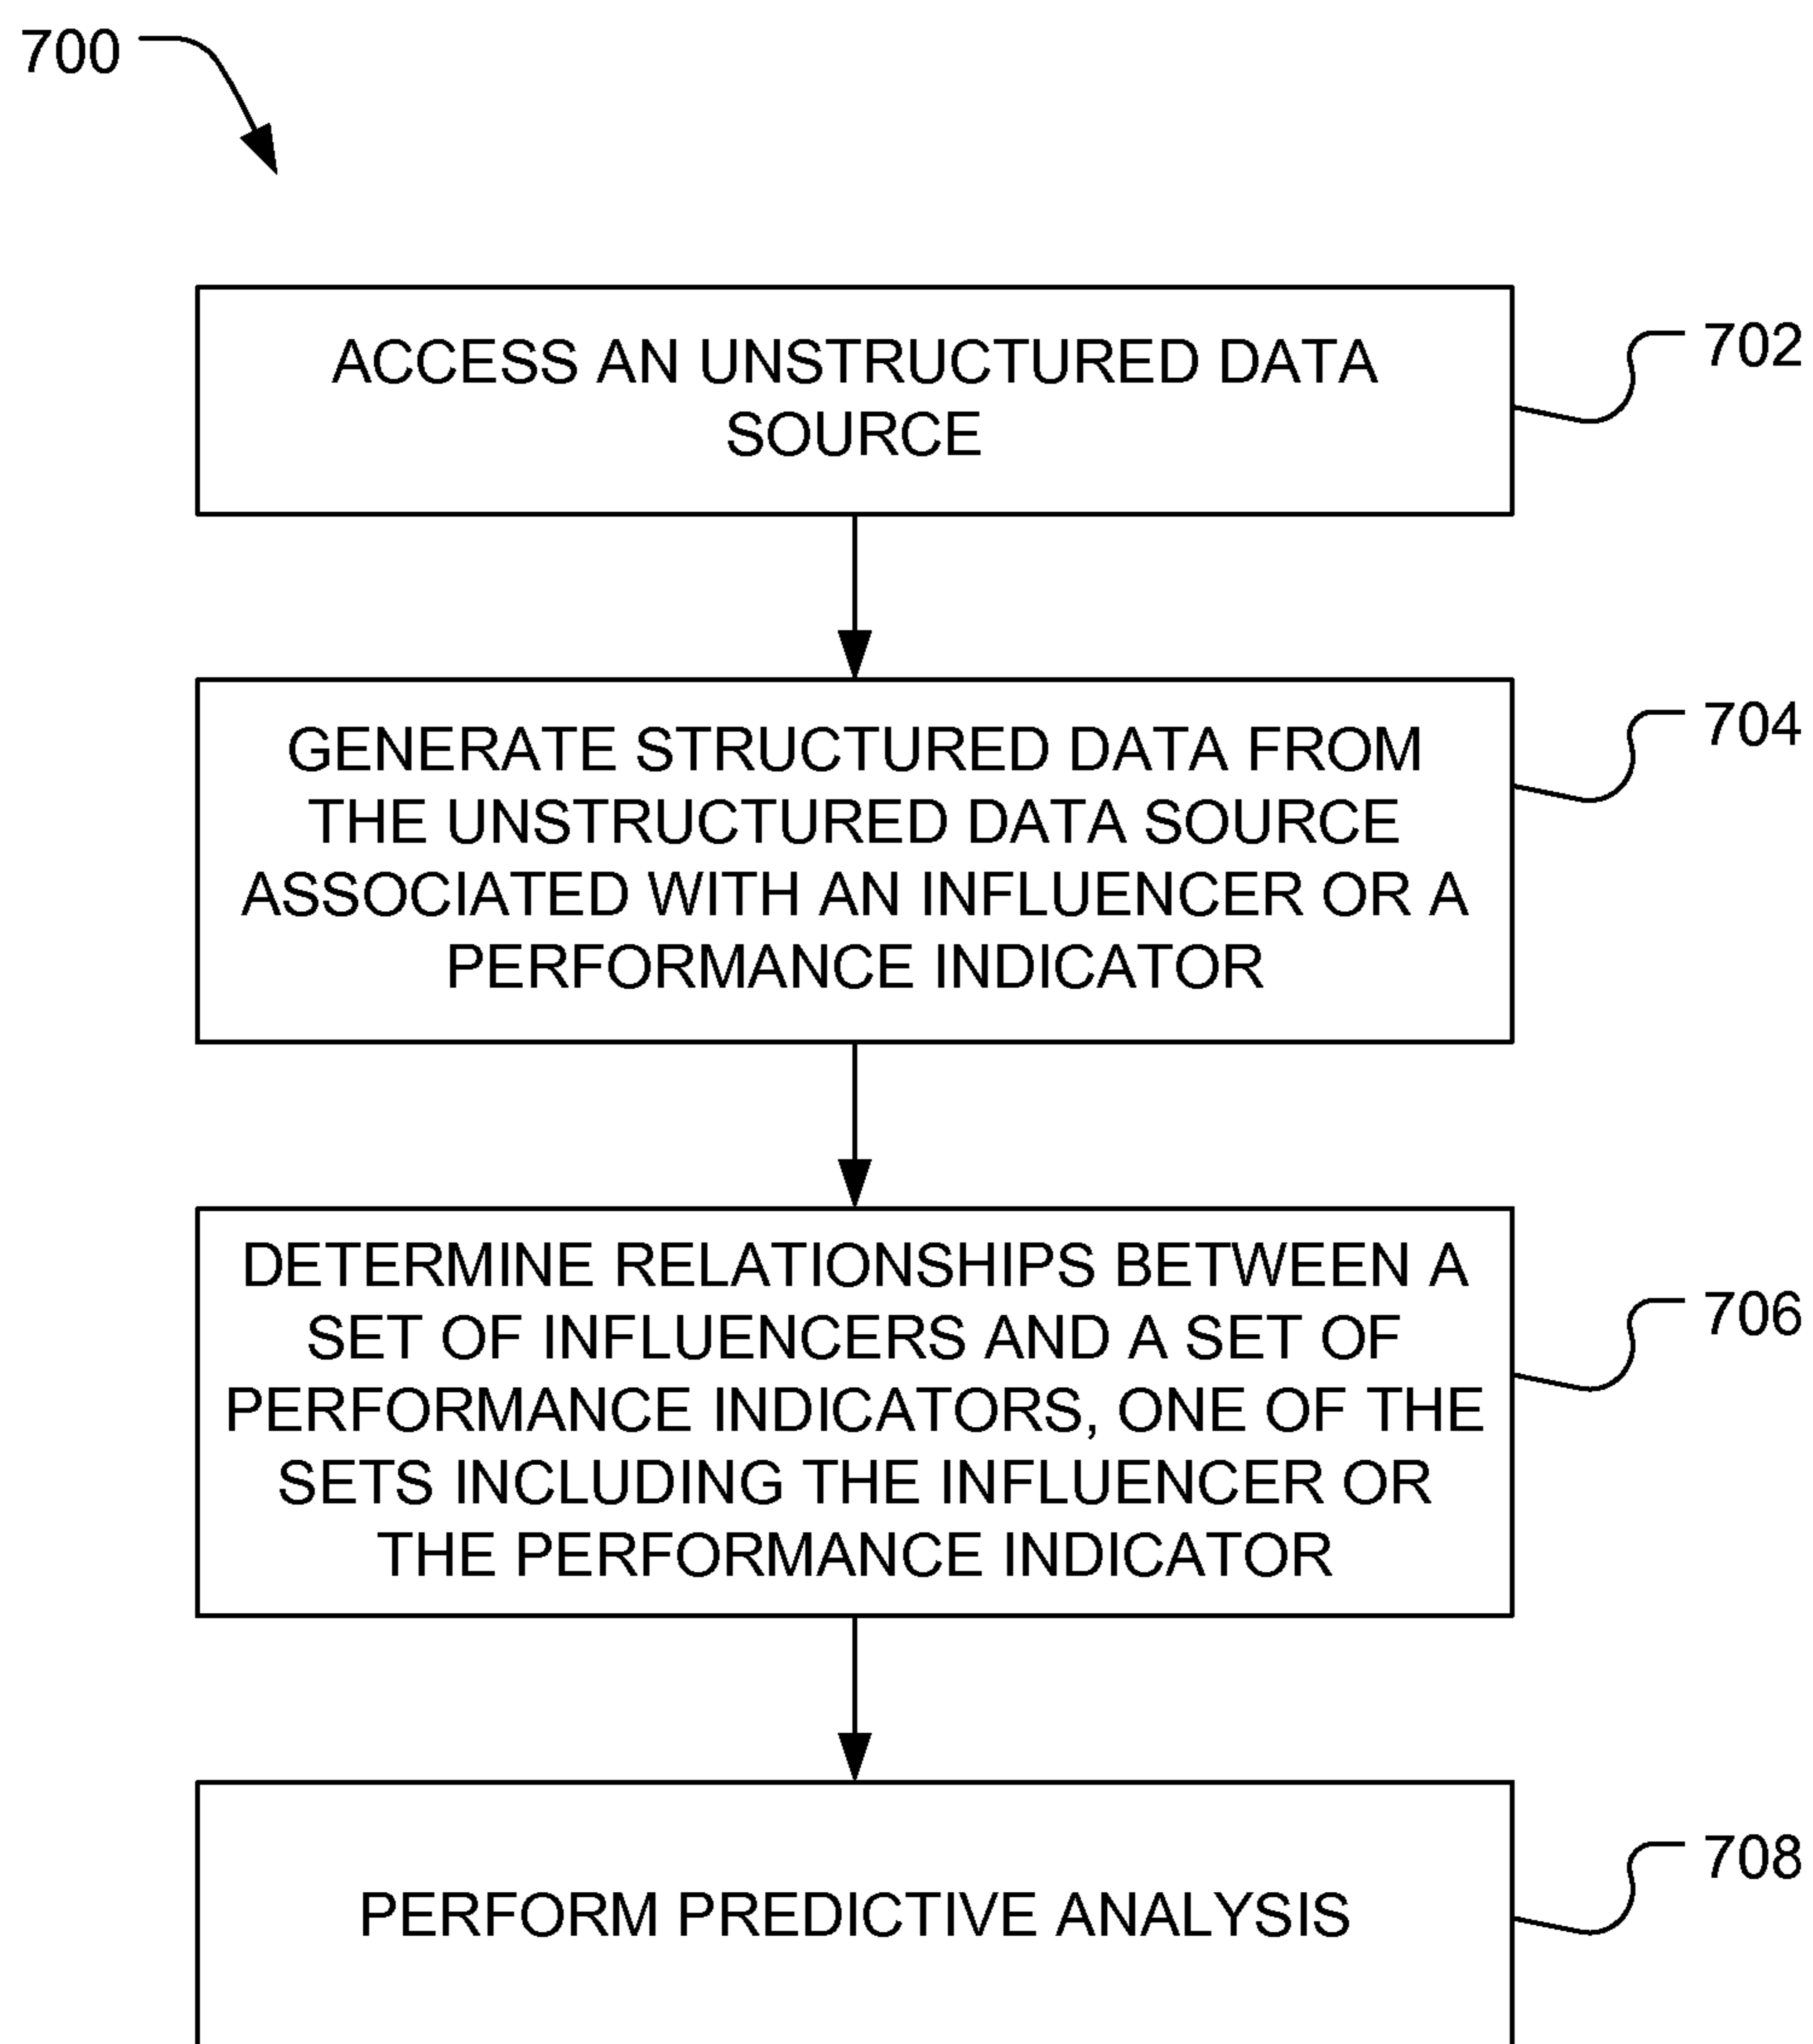 700
ACCESS AN UNSTRUCTURED DATA
SOURCE
702
GENERATE STRUCTURED DATA FROM
THE UNSTRUCTURED DATA SOURCE
ASSOCIATED WITH AN INFLUENCER OR A
PERFORMANCE INDICATOR
704
DETERMINE RELATIONSHIPS BETWEEN A
SET OF INFLUENCERS AND A SET OF
PERFORMANCE INDICATORS, ONE OF THE
SETS INCLUDING THE INFLUENCER OR
THE PERFORMANCE INDICATOR
706
PERFORM PREDICTIVE ANALYSIS
708